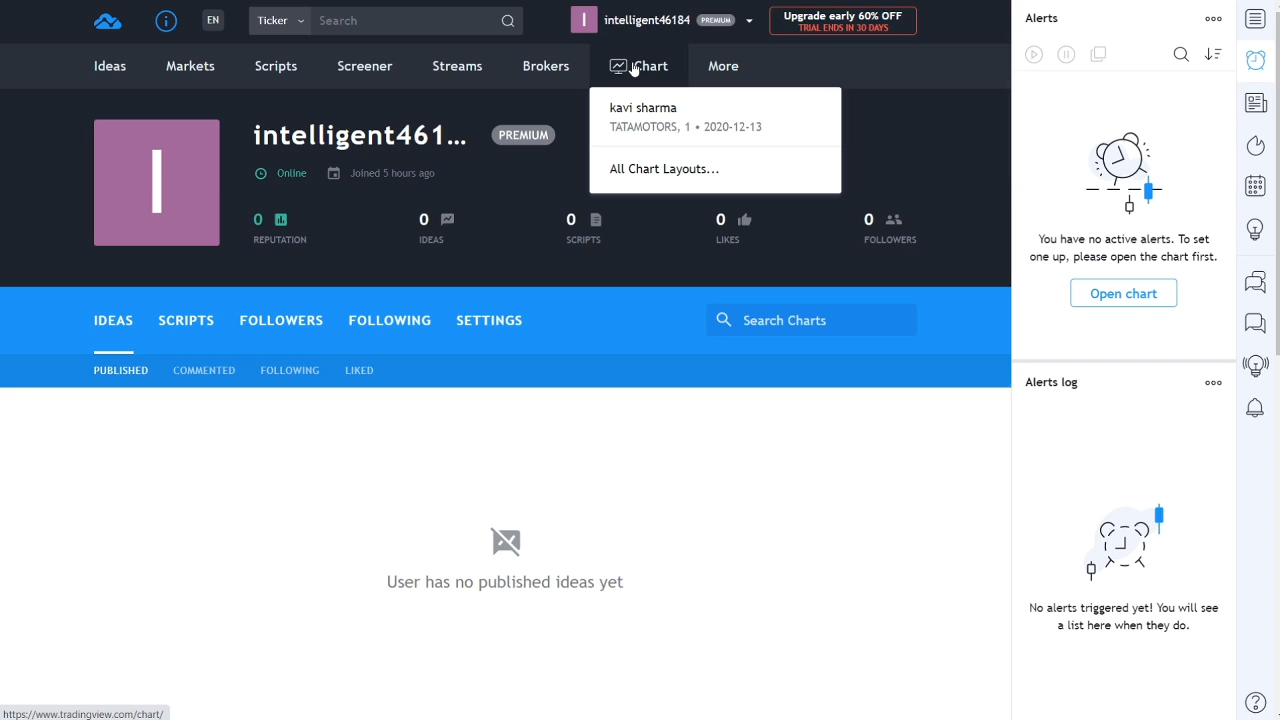 EN
Ticker
Search
I
intelligent46184
PREMIUM
Upgrade early 60% OFF
TRIAL ENDS IN 30 DAYS
Ideas
Markets
Scripts
Screener
Streams
Brokers
Chart
More
kavi sharma
TATAMOTORS, 1 • 2020-12-13
All Chart Layouts...
I
intelligent461...
PREMIUM
Online
Joined 5 hours ago
0
REPUTATION
0
IDEAS
0
SCRIPTS
0
LIKES
0
FOLLOWERS
IDEAS
SCRIPTS
FOLLOWERS
FOLLOWING
SETTINGS
Search Charts
PUBLISHED
COMMENTED
FOLLOWING
LIKED
User has no published ideas yet
https://www.tradingview.com/chart/
Alerts
You have no active alerts. To set
one up, please open the chart first.
Open chart
Alerts log
No alerts triggered yet! You will see
a list here when they do.